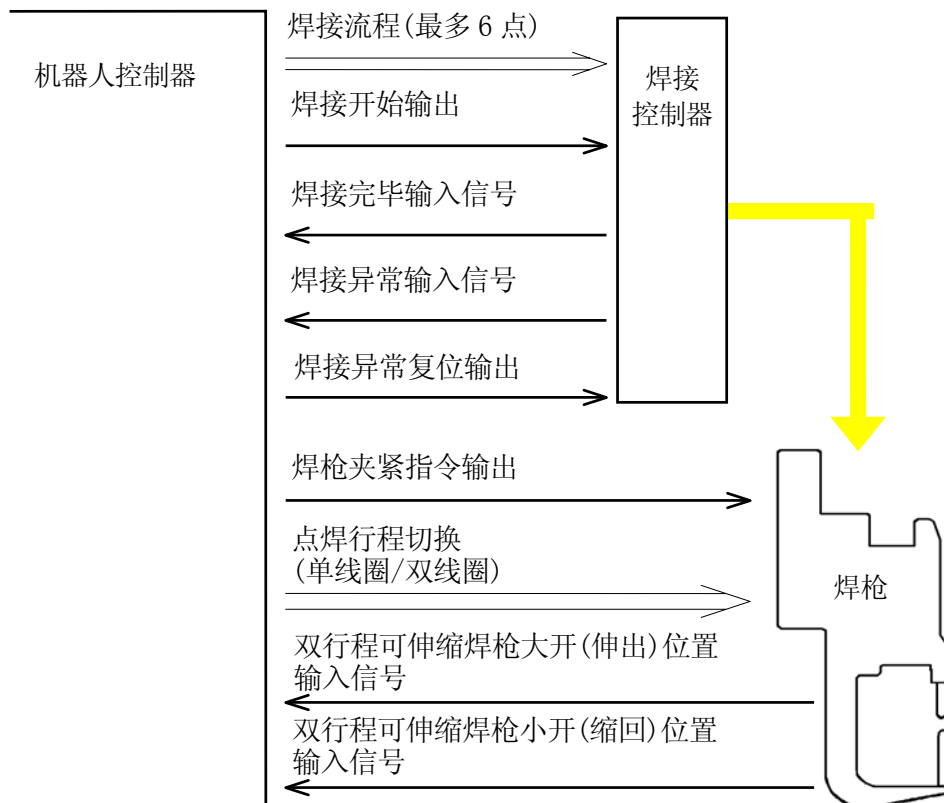 机器人控制器
焊接流程(最多 6 点)
焊接
控制器
焊接开始输出
焊接完毕输入信号
焊接异常输入信号
焊接异常复位输出
焊枪夹紧指令输出
点焊行程切换
(单线圈/双线圈)
焊枪
双行程可伸缩焊枪大开(伸出)位置
输入信号
双行程可伸缩焊枪小开(缩回)位置
输入信号